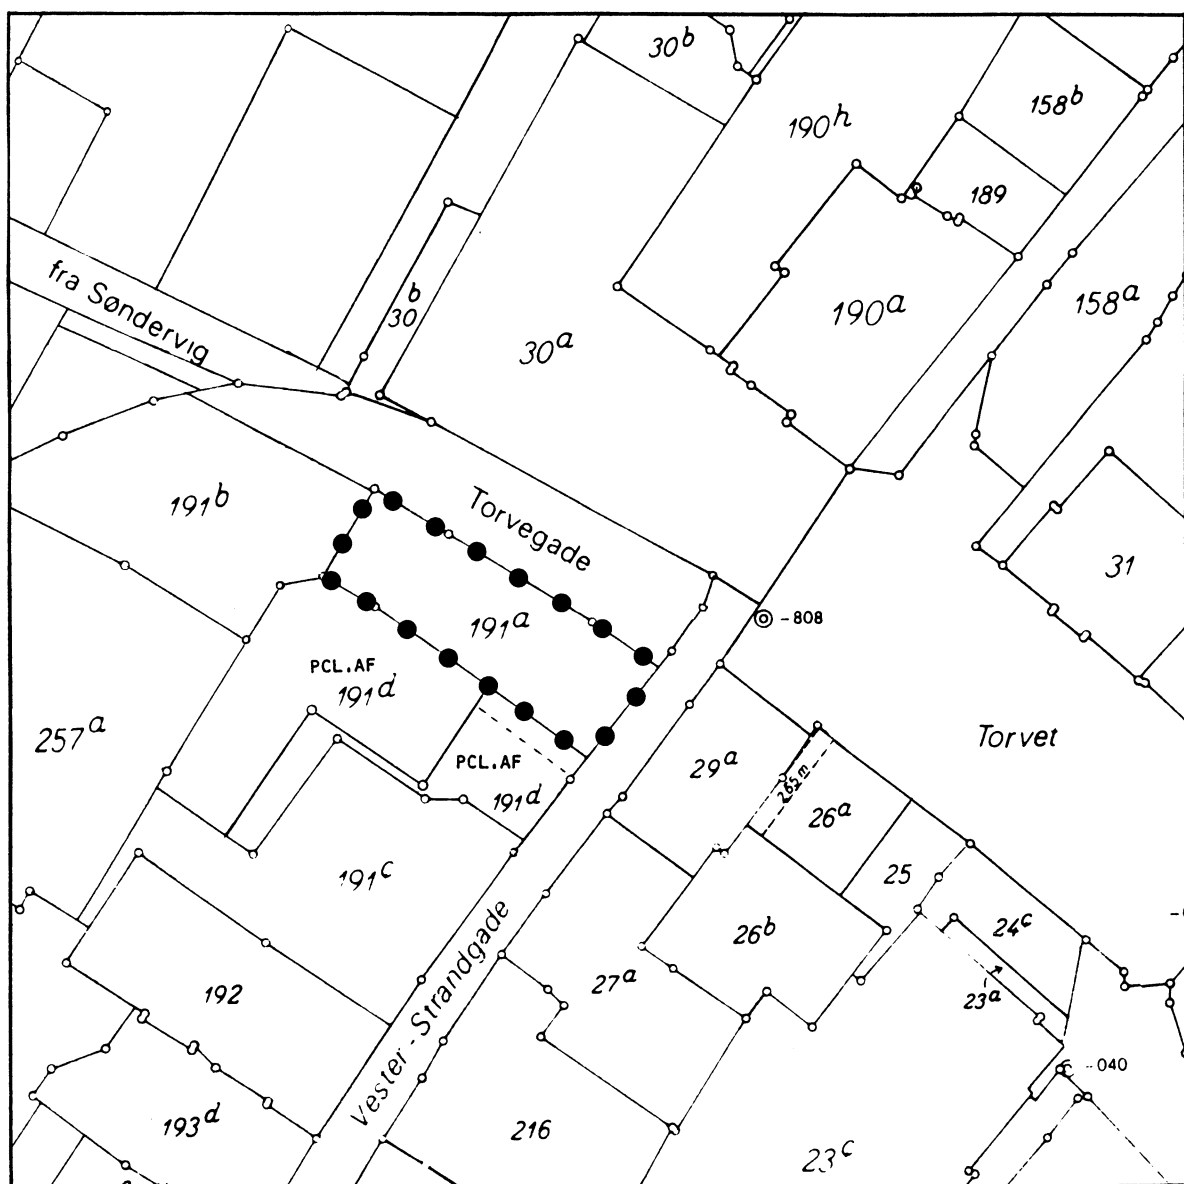 30b
158b
190h
189
fra Søndervig
b
30
30a
190a
158a
191b
Torvegade
31
191a
-808
PCL.AF
191d
257a
Torvet
29a
PCL.AF
265 m
191d
26a
191c
25
26b
24c
Vester-Strandgade
27a
192
23a
-040
193d
216
23c